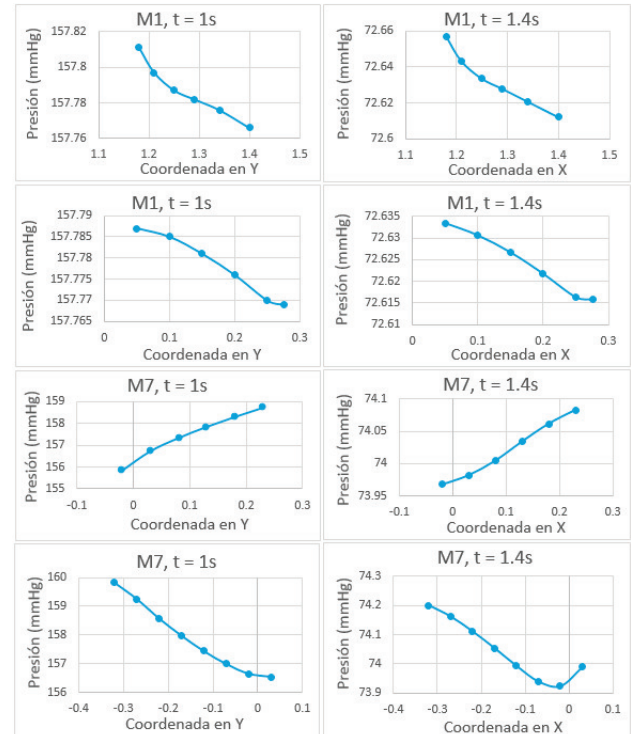 M1, t = 1s
Presión (mmHg)
157.82
157.8
157.78
157.76
1.1 1.2 1.3 1.4 1.5
Coordenada en Y
M1, t = 1.4s
Presión (mmHg)
72.66
72.64
72.62
72.6
1.1 1.2 1.3 1.4 1.5
Coordenada en X
M1, t = 1s
Presión (mmHg)
157.79
157.785
157.78
157.775
157.770
157.765
0 0.1 0.2 0.3
Coordenada en Y
M1, t = 1.4s
Presión (mmHg)
72.635
72.63
72.625
72.62
72.615
72.61
0 0.1 0.2 0.3
Coordenada en X
M7, t = 1s
Presión (mmHg)
159
158
157
156
155
-0.1 0 0.1 0.2 0.3
Coordenada en Y
M7, t = 1.4s
Presión (mmHg)
74.1
74.05
74
73.95
-0.1 0 0.1 0.2 0.3
Coordenada en X
M7, t = 1s
Presión (mmHg)
160
159
158
157
156
-0.4 -0.3 -0.2 -0.1 0 0.1
Coordenada en Y
M7, t = 1.4s
Presión (mmHg)
74.3
74.2
74.1
74
73.9
-0.4 -0.3 -0.2 -0.1 0 0.1
Coordenada en X